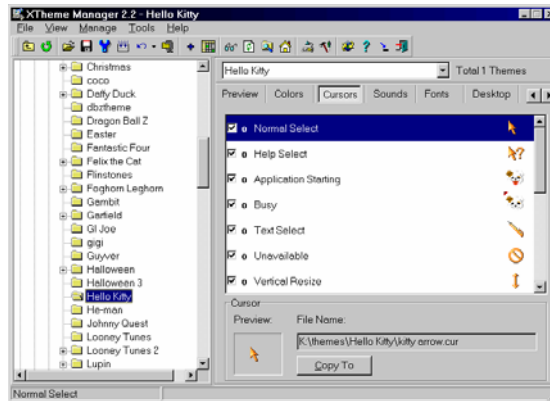 XTheme Manager 2.2 - Hello Kitty
File View Manage Tools Help
Christmas
coco
Daffy Duck
dbztheme
Dragon Ball Z
Easter
Fantastic Four
Felix the Cat
Flinstones
Foghorn Leghorn
Gambit
Garfield
GI Joe
gigi
Guyver
Halloween
Halloween 3
Hello Kitty
He-man
Johnny Quest
Looney Tunes
Looney Tunes 2
Lupin
Hello Kitty Total 1 Themes
Preview Colors Cursors Sounds Fonts Desktop
Normal Select
Help Select
Application Starting
Busy
Text Select
Unavailable
Vertical Resize
Cursor
Preview: File Name:
K:\themes\Hello Kitty\kitty arrow.cur
Copy To
Normal Select